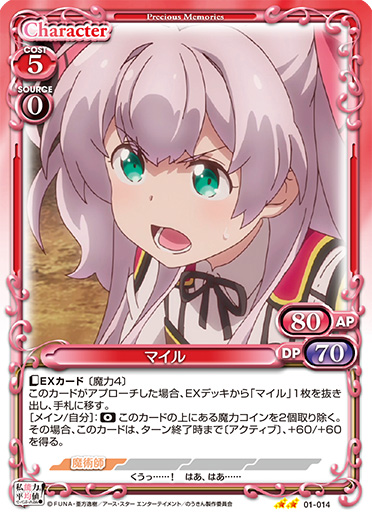 Precious Memories
Character
COST
5
SOURCE
0
80 AP
マイル
DP 70
EXカード〔魔力4〕
このカードがアプローチした場合、EXデッキから「マイル」1枚を抜き
出し、手札に移す。
[メイン/自分]:このカードの上にある魔力コインを2個取り除く。
その場合、このカードは、ターン終了時まで〔アクティブ〕、+60/+60
を得る。
魔術師
くうっ……! はあ、はあ……
私、能力は
平均値
©FUNA・亜方逸樹/アース・スター エンターテイメント/のうきん製作委員会
01-014